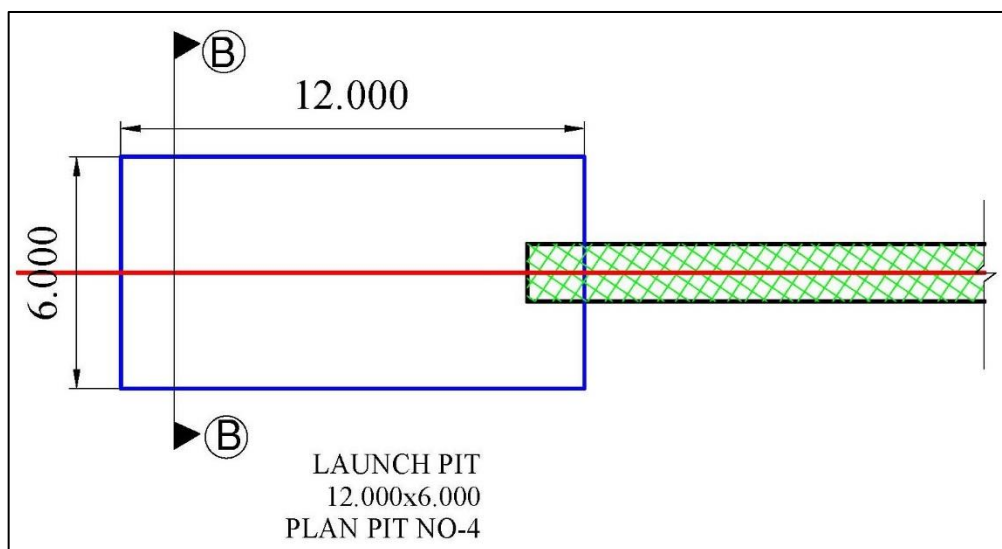 B
12.000
6.000
B
LAUNCH PIT
12.000x6.000
PLAN PIT NO-4